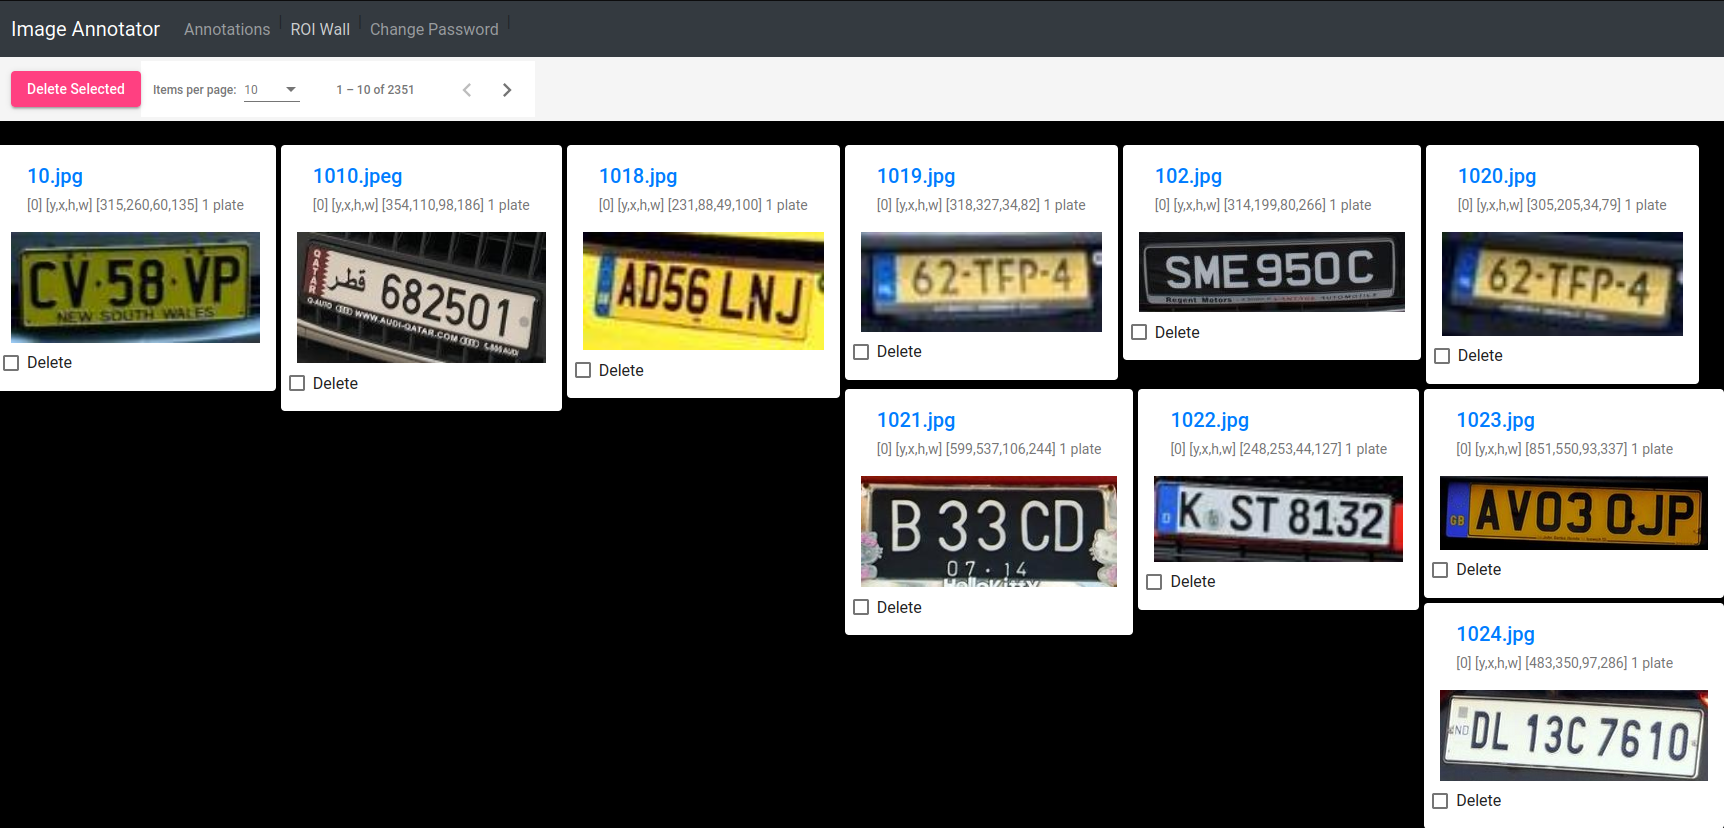 Image Annotator Annotations ROI Wall Change Password
Delete Selected Items per page: 10 1 – 10 of 2351
10.jpg
[0] [y,x,h,w] [315,260,60,135] 1 plate
CV·58·VP
NEW SOUTH WALES
Delete
1010.jpeg
[0] [y,x,h,w] [354,110,98,186] 1 plate
QATAR
قطر 682501
Q-AUTO WWW.AUDI-QATAR.COM
Delete
1018.jpg
[0] [y,x,h,w] [231,88,49,100] 1 plate
AD56 LNJ
Delete
1019.jpg
[0] [y,x,h,w] [318,327,34,82] 1 plate
62-TFP-4
Delete
102.jpg
[0] [y,x,h,w] [314,199,80,266] 1 plate
SME 950 C
Regent Motors
Delete
1020.jpg
[0] [y,x,h,w] [305,205,34,79] 1 plate
62-TFP-4
Delete
1021.jpg
[0] [y,x,h,w] [599,537,106,244] 1 plate
B 33 CD
07·14
HelloKitty
Delete
1022.jpg
[0] [y,x,h,w] [248,253,44,127] 1 plate
D K ST 8132
Delete
1023.jpg
[0] [y,x,h,w] [851,550,93,337] 1 plate
GB AV03 OJP
Delete
1024.jpg
[0] [y,x,h,w] [483,350,97,286] 1 plate
IND DL 13C 7610
Delete